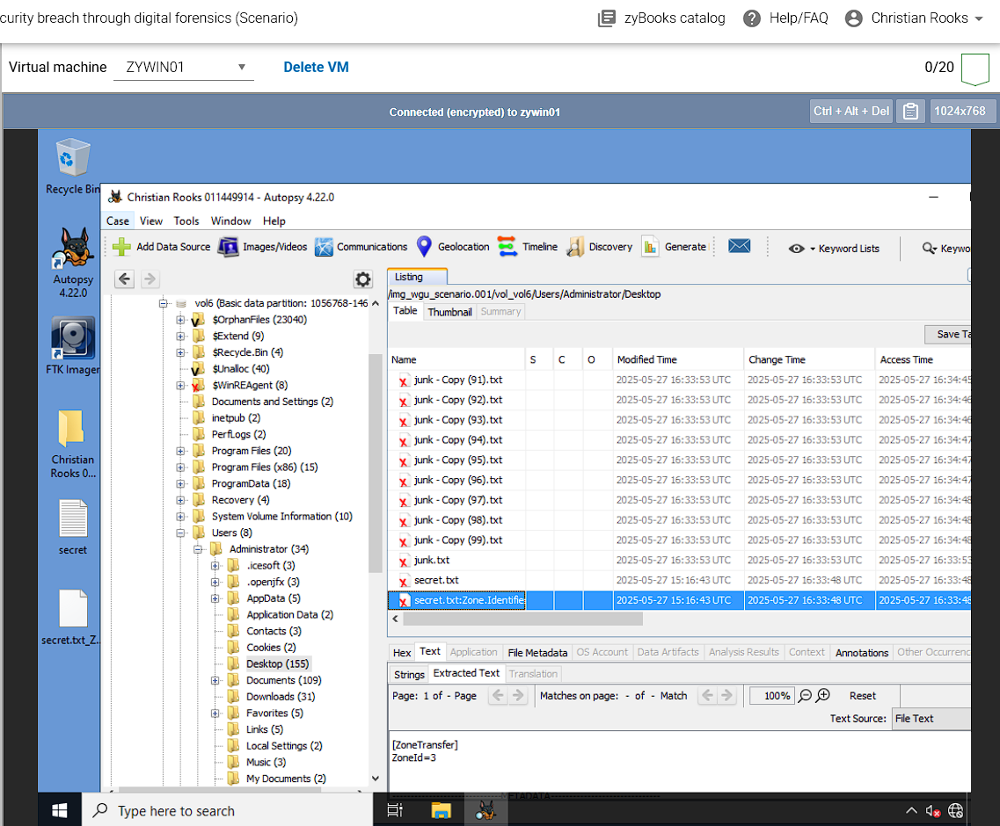 curity breach through digital forensics (Scenario)
zyBooks catalog
Help/FAQ
Christian Rooks
Virtual machine
ZYWIN01
Delete VM
0/20
Connected (encrypted) to zywin01
Ctrl + Alt + Del
1024x768
Recycle Bin
Autopsy
4.22.0
FTK Imager
Christian
Rooks 0...
secret
secret.txt_Z...
Christian Rooks 011449914 - Autopsy 4.22.0
Case View Tools Window Help
Add Data Source Images/Videos Communications Geolocation Timeline Discovery Generate Keyword Lists Keywo
vol6 (Basic data partition: 1056768-146
$OrphanFiles (23040)
$Extend (9)
$Recycle.Bin (4)
$Unalloc (40)
$WinREAgent (8)
Documents and Settings (2)
inetpub (2)
PerfLogs (2)
Program Files (20)
Program Files (x86) (15)
ProgramData (18)
Recovery (4)
System Volume Information (10)
Users (8)
Administrator (34)
.icesoft (3)
.openjfx (3)
AppData (5)
Application Data (2)
Contacts (3)
Cookies (2)
Desktop (155)
Documents (109)
Downloads (31)
Favorites (5)
Links (5)
Local Settings (2)
Music (3)
My Documents (2)
Listing
/img_wgu_scenario.001/vol_vol6/Users/Administrator/Desktop
Table Thumbnail Summary
Save Ta
Name S C O Modified Time Change Time Access Time
junk - Copy (91).txt 2025-05-27 16:33:53 UTC 2025-05-27 16:33:53 UTC 2025-05-27 16:34:45
junk - Copy (92).txt 2025-05-27 16:33:53 UTC 2025-05-27 16:33:53 UTC 2025-05-27 16:34:46
junk - Copy (93).txt 2025-05-27 16:33:53 UTC 2025-05-27 16:33:53 UTC 2025-05-27 16:34:46
junk - Copy (94).txt 2025-05-27 16:33:53 UTC 2025-05-27 16:33:53 UTC 2025-05-27 16:34:47
junk - Copy (95).txt 2025-05-27 16:33:53 UTC 2025-05-27 16:33:53 UTC 2025-05-27 16:34:47
junk - Copy (96).txt 2025-05-27 16:33:53 UTC 2025-05-27 16:33:53 UTC 2025-05-27 16:34:47
junk - Copy (97).txt 2025-05-27 16:33:53 UTC 2025-05-27 16:33:53 UTC 2025-05-27 16:34:48
junk - Copy (98).txt 2025-05-27 16:33:53 UTC 2025-05-27 16:33:53 UTC 2025-05-27 16:34:48
junk - Copy (99).txt 2025-05-27 16:33:53 UTC 2025-05-27 16:33:53 UTC 2025-05-27 16:34:48
junk.txt 2025-05-27 16:33:53 UTC 2025-05-27 16:33:53 UTC 2025-05-27 16:33:53
secret.txt 2025-05-27 15:16:43 UTC 2025-05-27 16:33:48 UTC 2025-05-27 16:33:48
secret.txt:Zone.Identifie 2025-05-27 15:16:43 UTC 2025-05-27 16:33:48 UTC 2025-05-27 16:33:48
Hex Text Application File Metadata OS Account Data Artifacts Analysis Results Context Annotations Other Occurrenc
Strings Extracted Text Translation
Page: 1 of - Page Matches on page: - of - Match 100% Reset
Text Source: File Text
[ZoneTransfer]
ZoneId=3
------------------------------METADATA------------------------------
Type here to search